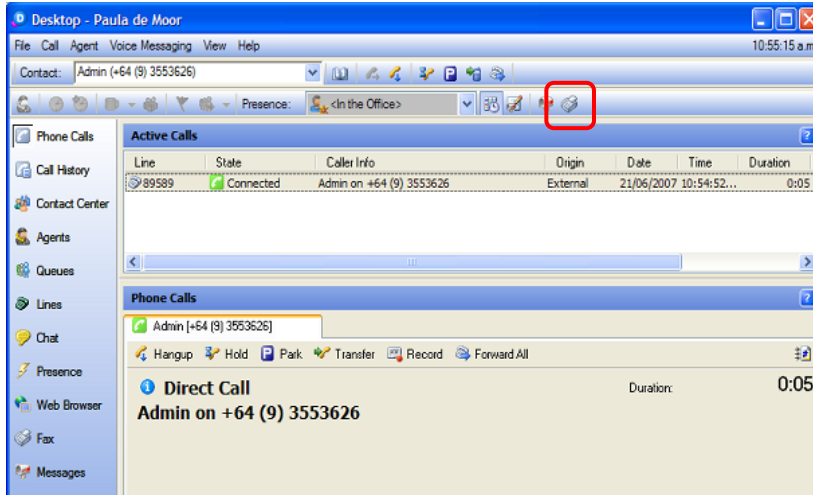 Desktop - Paula de Moor
File Call Agent Voice Messaging View Help 10:55:15 a.m
Contact: Admin (+64 (9) 3553626)
Presence: <In the Office>
Phone Calls
Call History
Contact Center
Agents
Queues
Lines
Chat
Presence
Web Browser
Fax
Messages
Active Calls
Line State Caller Info Origin Date Time Duration
89589 Connected Admin on +64 (9) 3553626 External 21/06/2007 10:54:52... 0:05
Phone Calls
Admin [+64 (9) 3553626]
Hangup Hold Park Transfer Record Forward All
Direct Call Duration: 0:05
Admin on +64 (9) 3553626